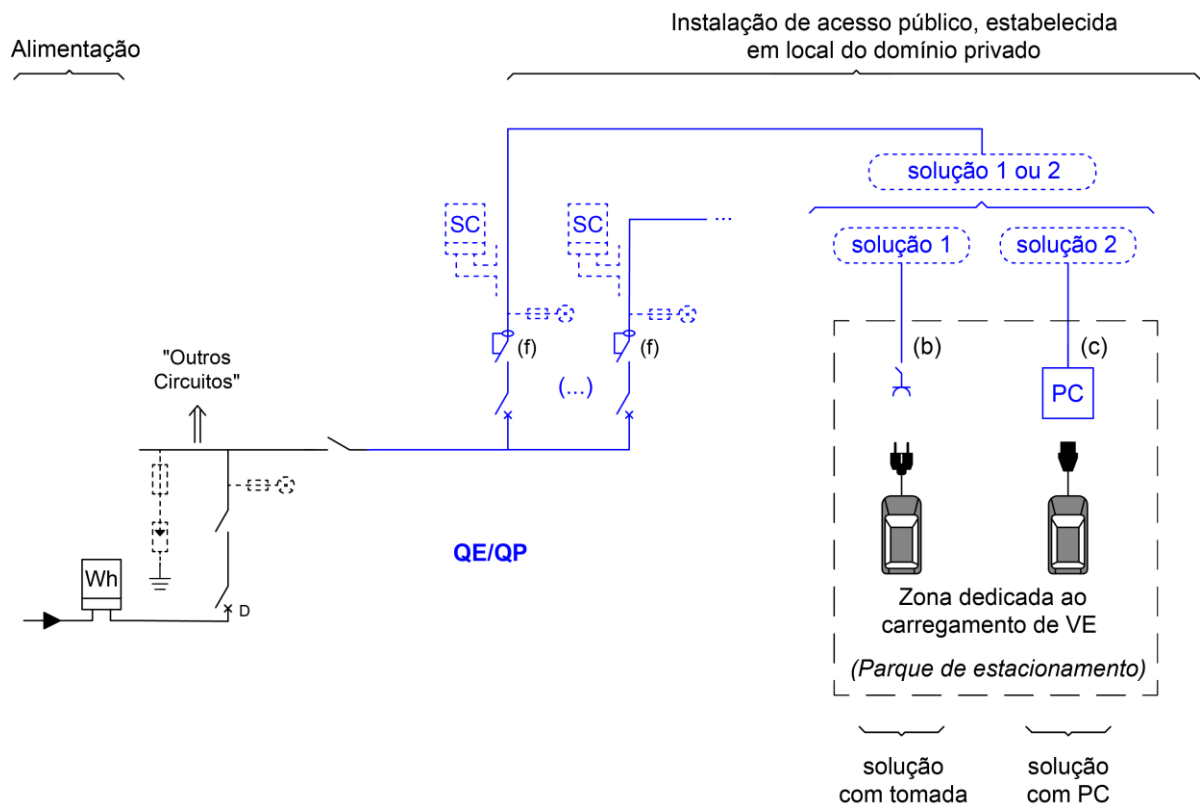 Instalação de acesso público, estabelecida
em local do domínio privado
Alimentação
solução 1 ou 2
SC
SC
...
solução 1
solução 2
(f)
(f)
(b)
(c)
"Outros
Circuitos"
(...)
PC
QE/QP
Wh
D
Zona dedicada ao
carregamento de VE
(Parque de estacionamento)
solução
com tomada
solução
com PC